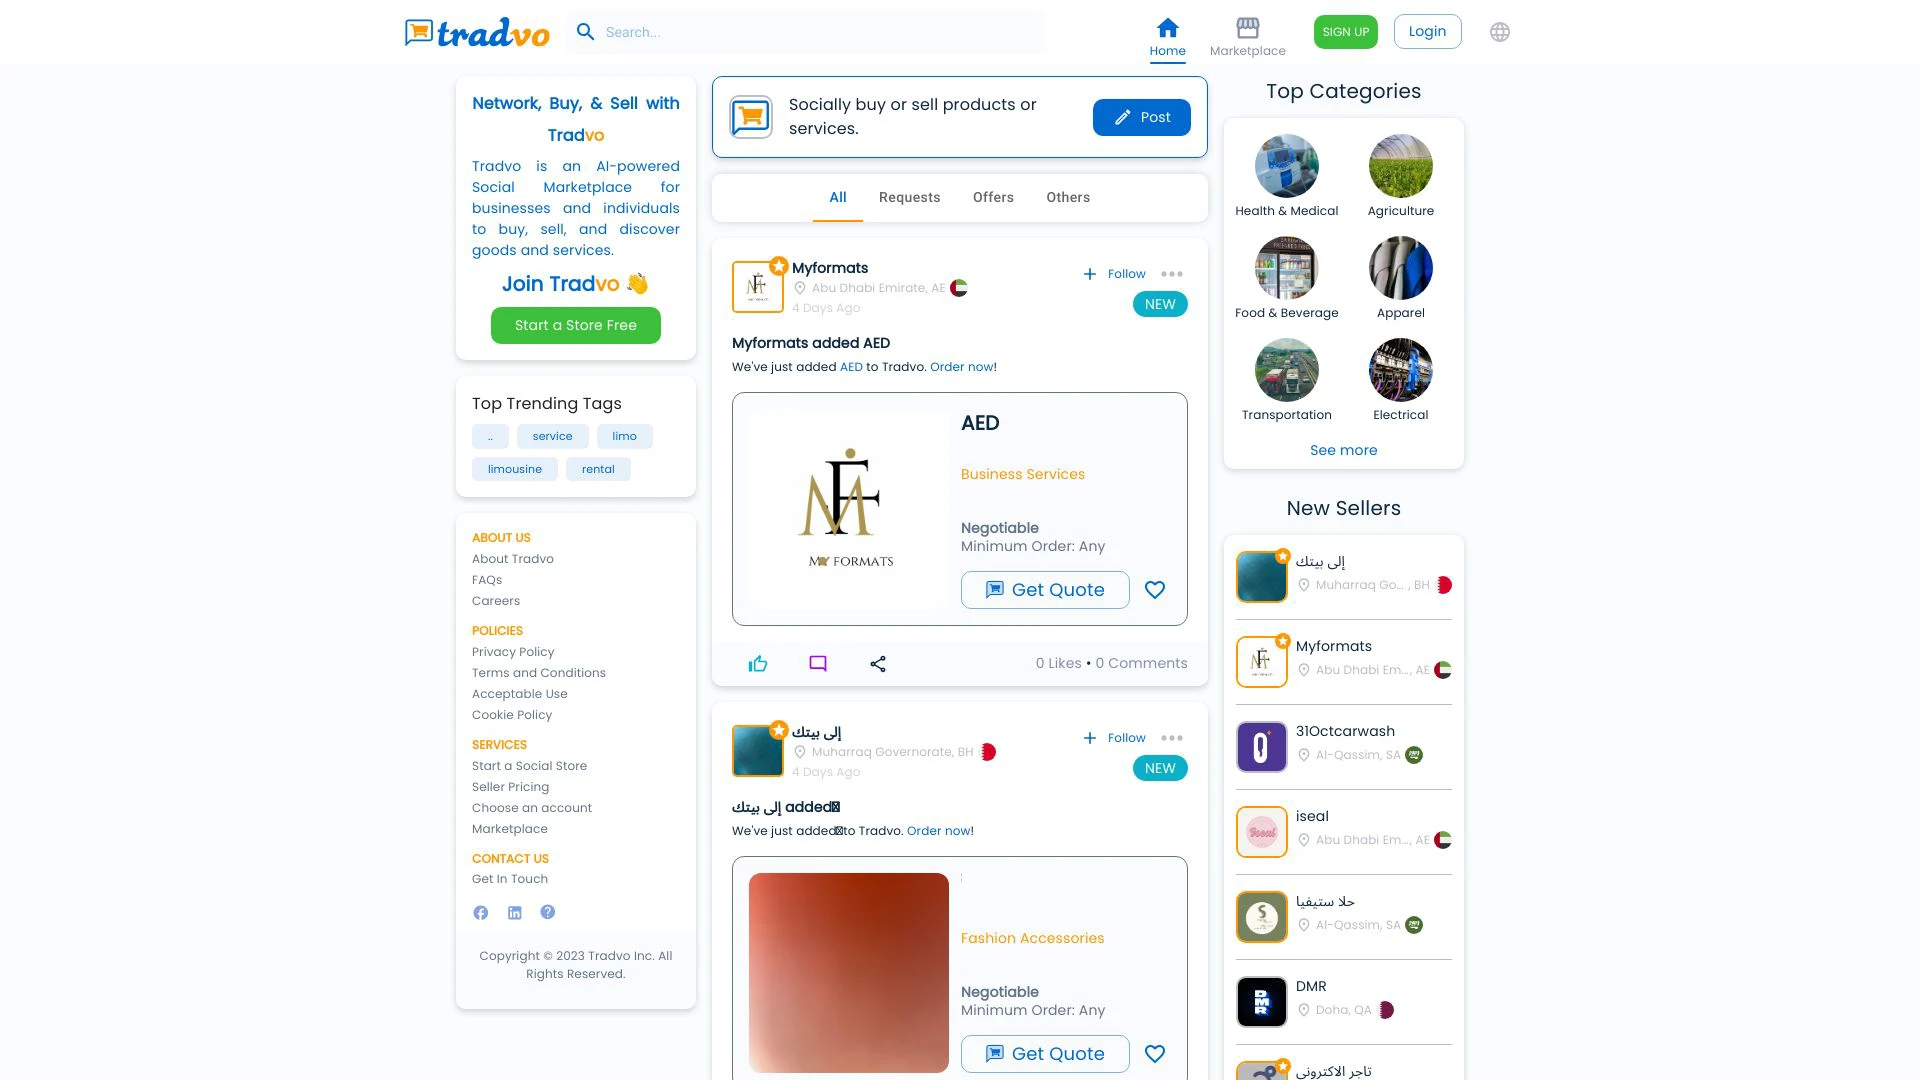 tradvo
Search...
Home
Marketplace
SIGN UP
Login
Network, Buy, & Sell with
Tradvo
Tradvo is an AI-powered
Social Marketplace for
businesses and individuals
to buy, sell, and discover
goods and services.
Join Tradvo 👋
Start a Store Free
Top Trending Tags
..
service
limo
limousine
rental
ABOUT US
About Tradvo
FAQs
Careers
POLICIES
Privacy Policy
Terms and Conditions
Acceptable Use
Cookie Policy
SERVICES
Start a Social Store
Seller Pricing
Choose an account
Marketplace
CONTACT US
Get In Touch
Copyright © 2023 Tradvo Inc. All
Rights Reserved.
Socially buy or sell products or
services.
Post
All
Requests
Offers
Others
Myformats
Abu Dhabi Emirate, AE
4 Days Ago
Follow
NEW
Myformats added AED
We've just added AED to Tradvo. Order now!
MY FORMATS
AED
Business Services
Negotiable
Minimum Order: Any
Get Quote
0 Likes • 0 Comments
إلى بيتك
Muharraq Governorate, BH
4 Days Ago
Follow
NEW
إلى بيتك added
We've just added to Tradvo. Order now!
Fashion Accessories
Negotiable
Minimum Order: Any
Get Quote
Top Categories
Health & Medical
Agriculture
Food & Beverage
Apparel
Transportation
Electrical
See more
New Sellers
إلى بيتك
Muharraq Go... , BH
Myformats
Abu Dhabi Em..., AE
31Octcarwash
Al-Qassim, SA
iseal
Abu Dhabi Em..., AE
حلا ستيفيا
Al-Qassim, SA
DMR
DMR
Doha, QA
تاجر الاكتروني